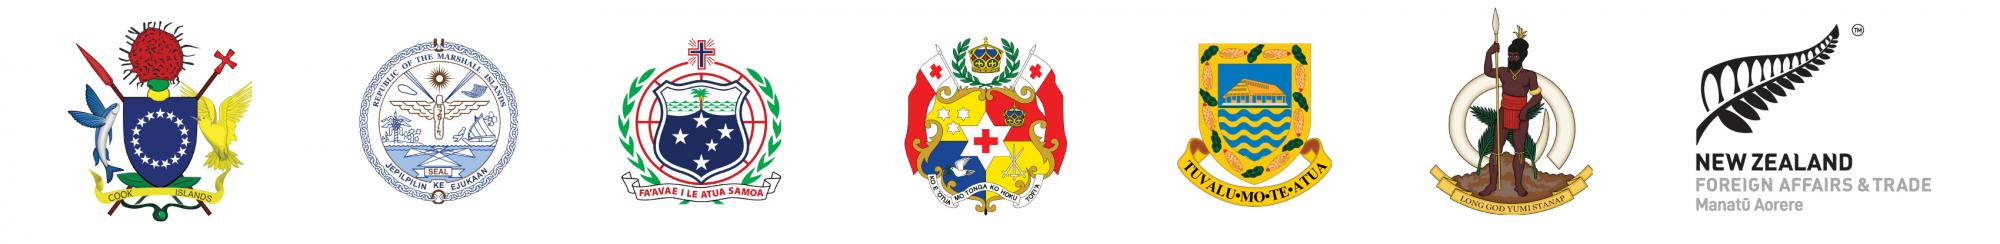 COOK ISLANDS
REPUBLIC OF THE MARSHALL ISLANDS
SEAL
JEPILPILIN KE EJUKAAN
FA'AVAE I LE ATUA SAMOA
KO E 'OTUA MO TONGA KO HOKU TOFI'A
TUVALU•MO•TE•ATUA
LONG GOD YUMI STANAP
TM
NEW ZEALAND
FOREIGN AFFAIRS & TRADE
Manatū Aorere